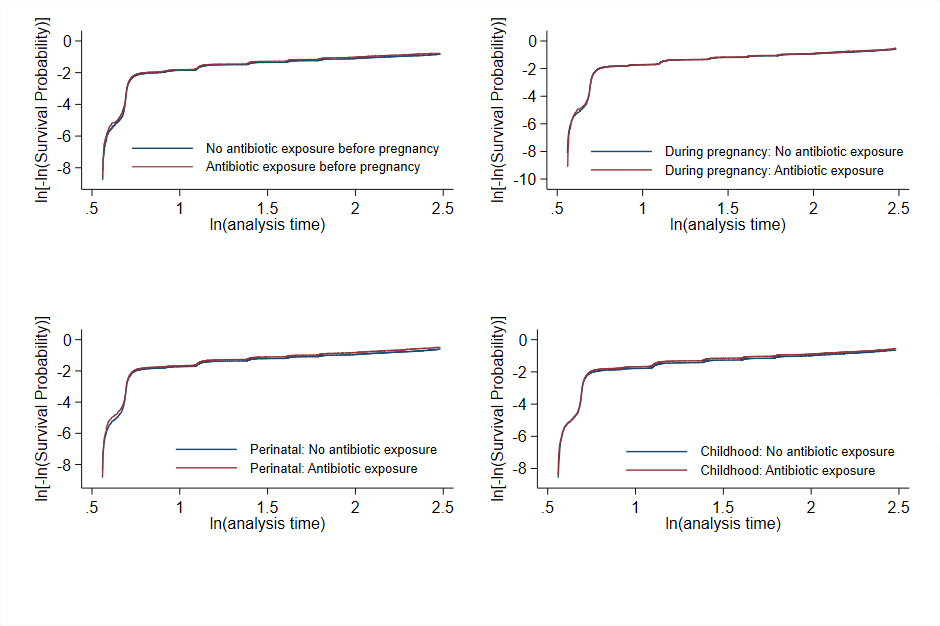 ln[-ln(Survival Probability)]
0
-2
-4
-6
-8
No antibiotic exposure before pregnancy
Antibiotic exposure before pregnancy
.5 1 1.5 2 2.5
ln(analysis time)
ln[-ln(Survival Probability)]
0
-2
-4
-6
-8
-10
During pregnancy: No antibiotic exposure
During pregnancy: Antibiotic exposure
.5 1 1.5 2 2.5
ln(analysis time)
ln[-ln(Survival Probability)]
0
-2
-4
-6
-8
Perinatal: No antibiotic exposure
Perinatal: Antibiotic exposure
.5 1 1.5 2 2.5
ln(analysis time)
ln[-ln(Survival Probability)]
0
-2
-4
-6
-8
Childhood: No antibiotic exposure
Childhood: Antibiotic exposure
.5 1 1.5 2 2.5
ln(analysis time)